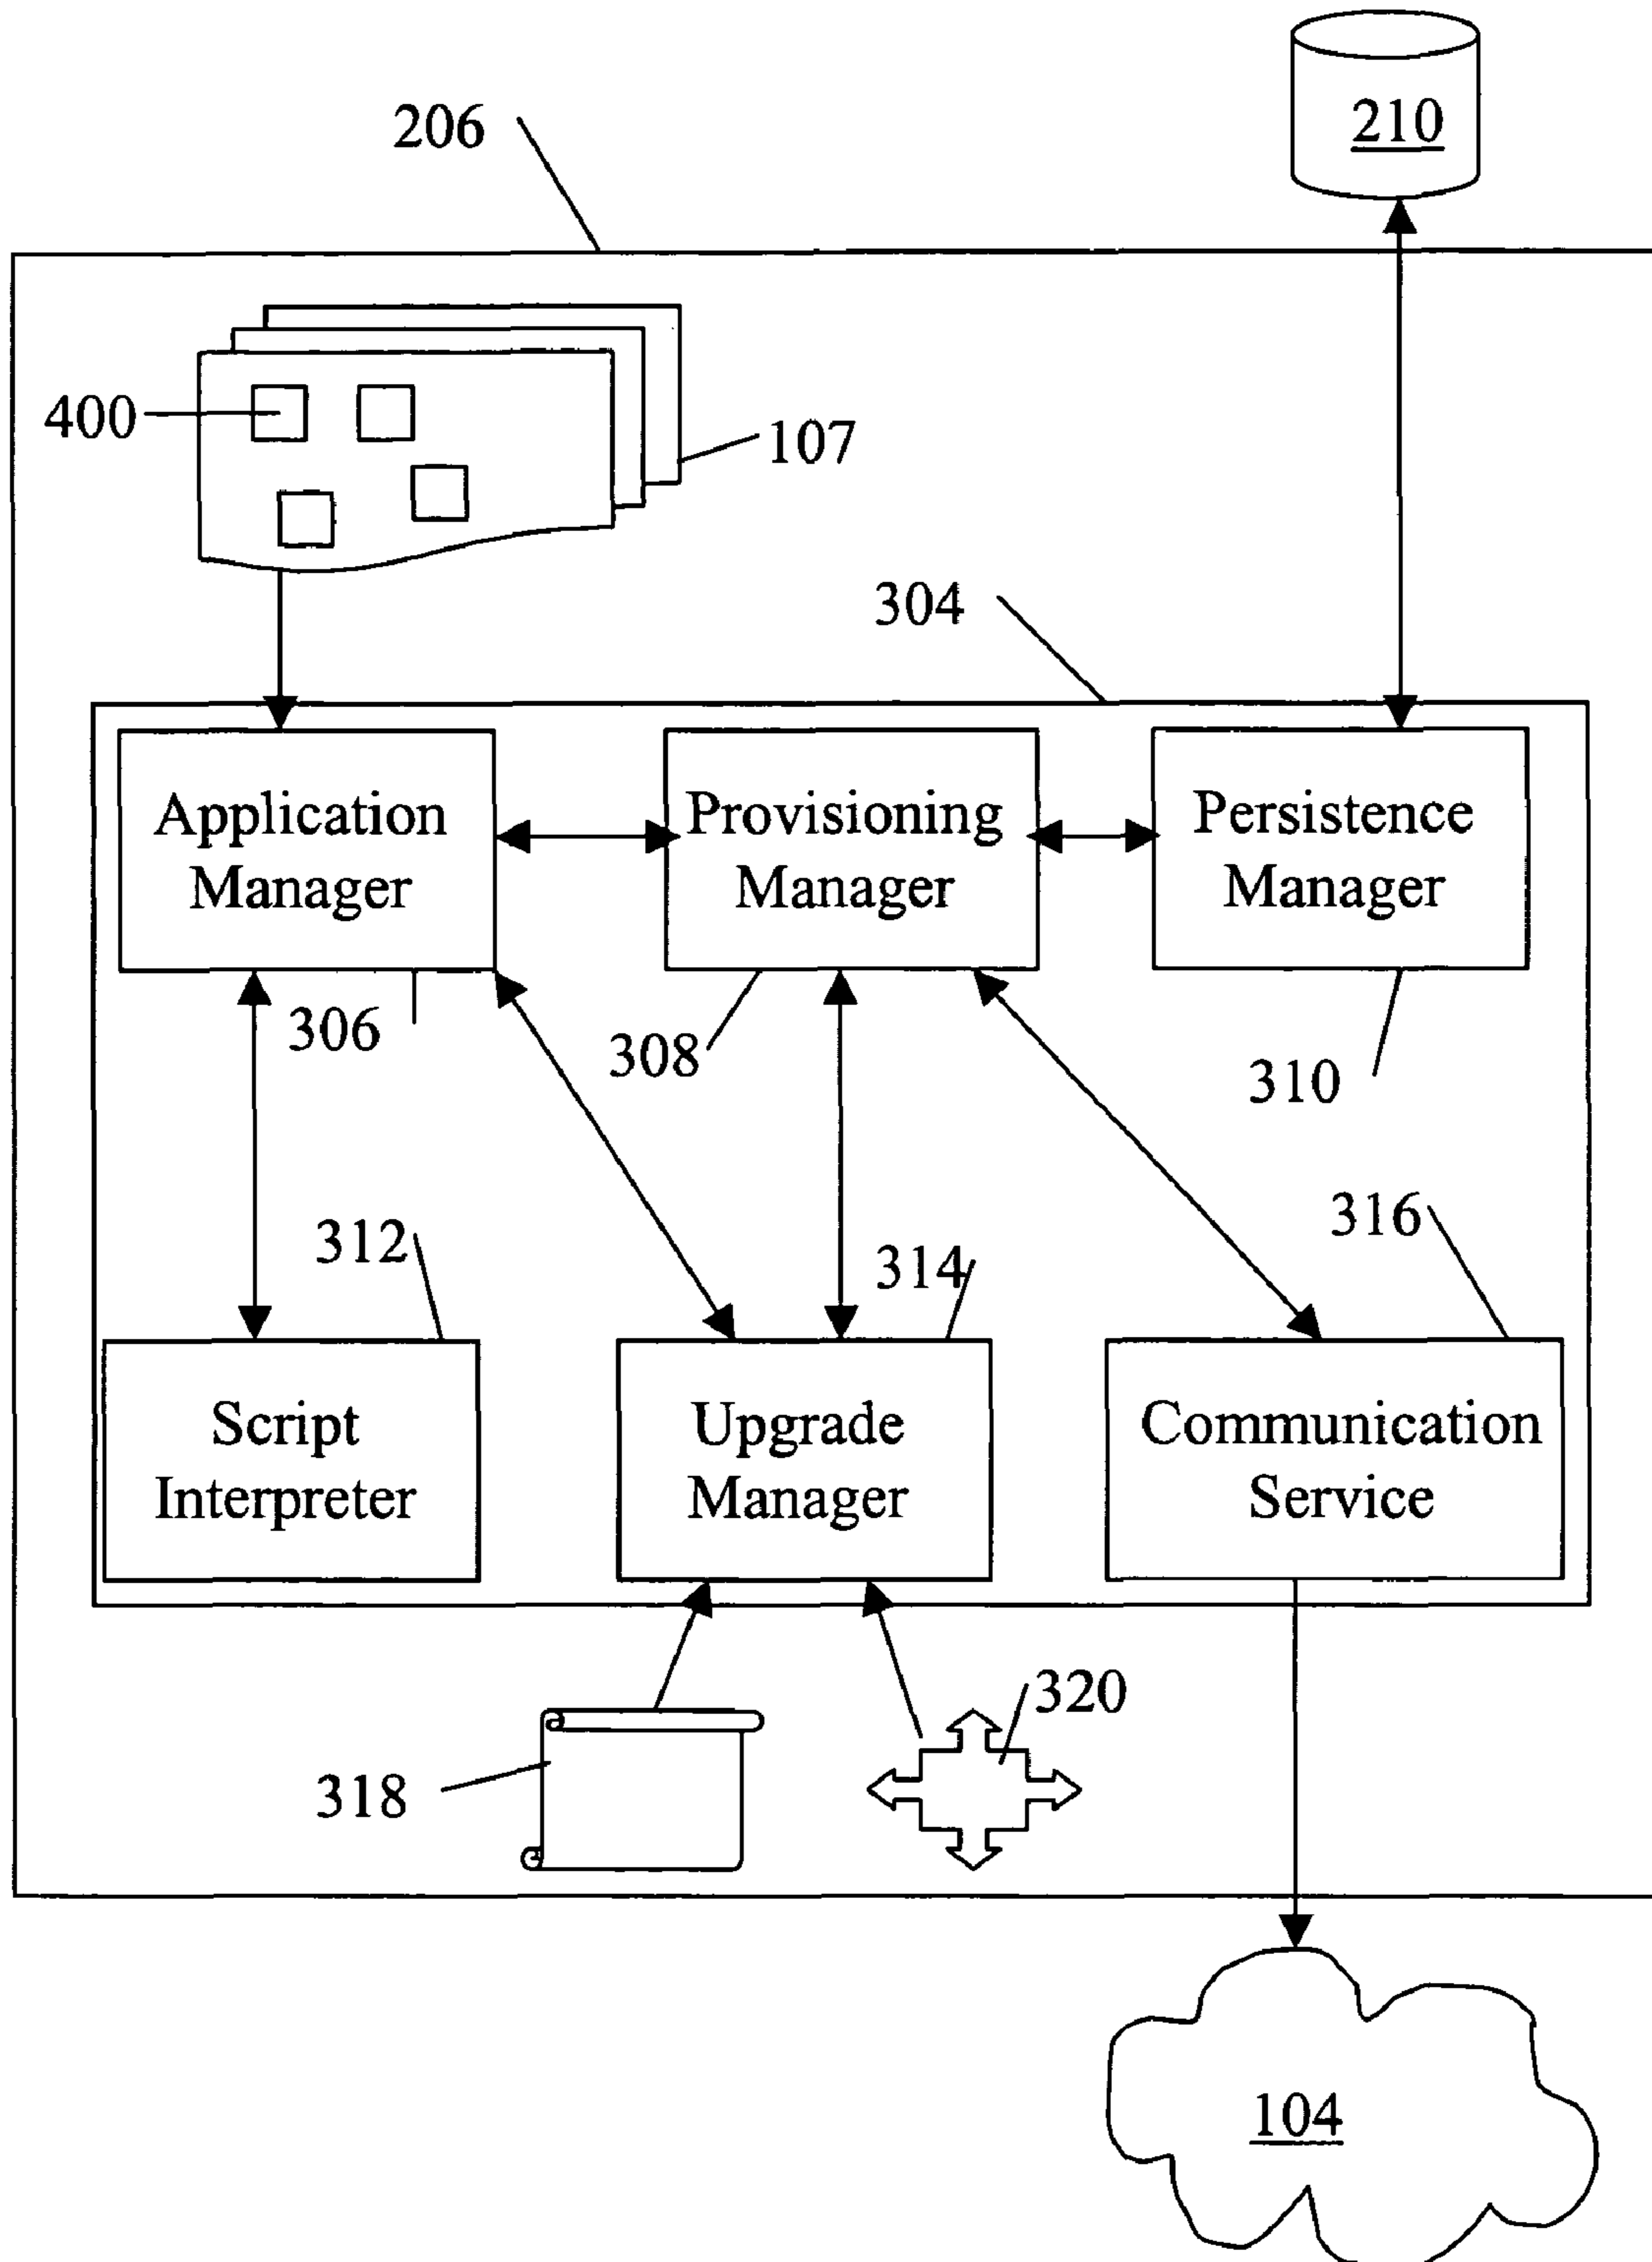 210
206
400
107
304
Application
Manager
Provisioning
Manager
Persistence
Manager
306
308
310
312
314
316
Script
Interpreter
Upgrade
Manager
Communication
Service
318
320
104